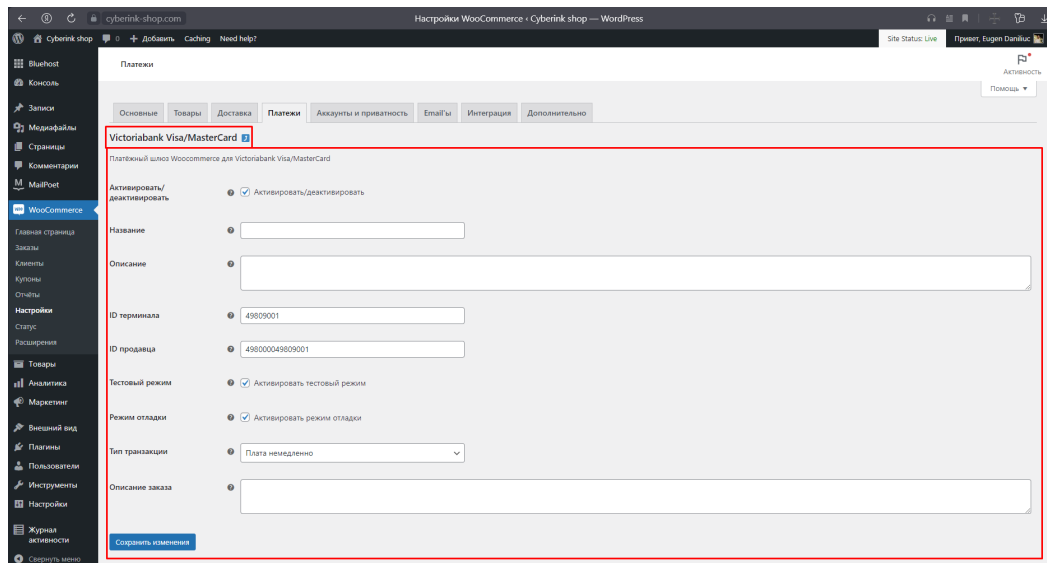 cyberink-shop.com
Настройки WooCommerce ‹ Cyberink shop — WordPress
Cyberink shop 0 + Добавить Caching Need help?
Site Status: Live Привет, Eugen Daniliuc
Bluehost
Консоль
Записи
Медиафайлы
Страницы
Комментарии
MailPoet
WooCommerce
Главная страница
Заказы
Клиенты
Купоны
Отчёты
Настройки
Статус
Расширения
Товары
Аналитика
Маркетинг
Внешний вид
Плагины
Пользователи
Инструменты
Настройки
Журнал
активности
Свернуть меню
Платежи
Активность
Помощь
Основные Товары Доставка Платежи Аккаунты и приватность Email'ы Интеграция Дополнительно
Victoriabank Visa/MasterCard
Платёжный шлюз Woocommerce для Victoriabank Visa/MasterCard
Активировать/
деактивировать
Активировать/деактивировать
Название
Описание
ID терминала
49809001
ID продавца
498000049809001
Тестовый режим
Активировать тестовый режим
Режим отладки
Активировать режим отладки
Тип транзакции
Плата немедленно
Описание заказа
Сохранить изменения